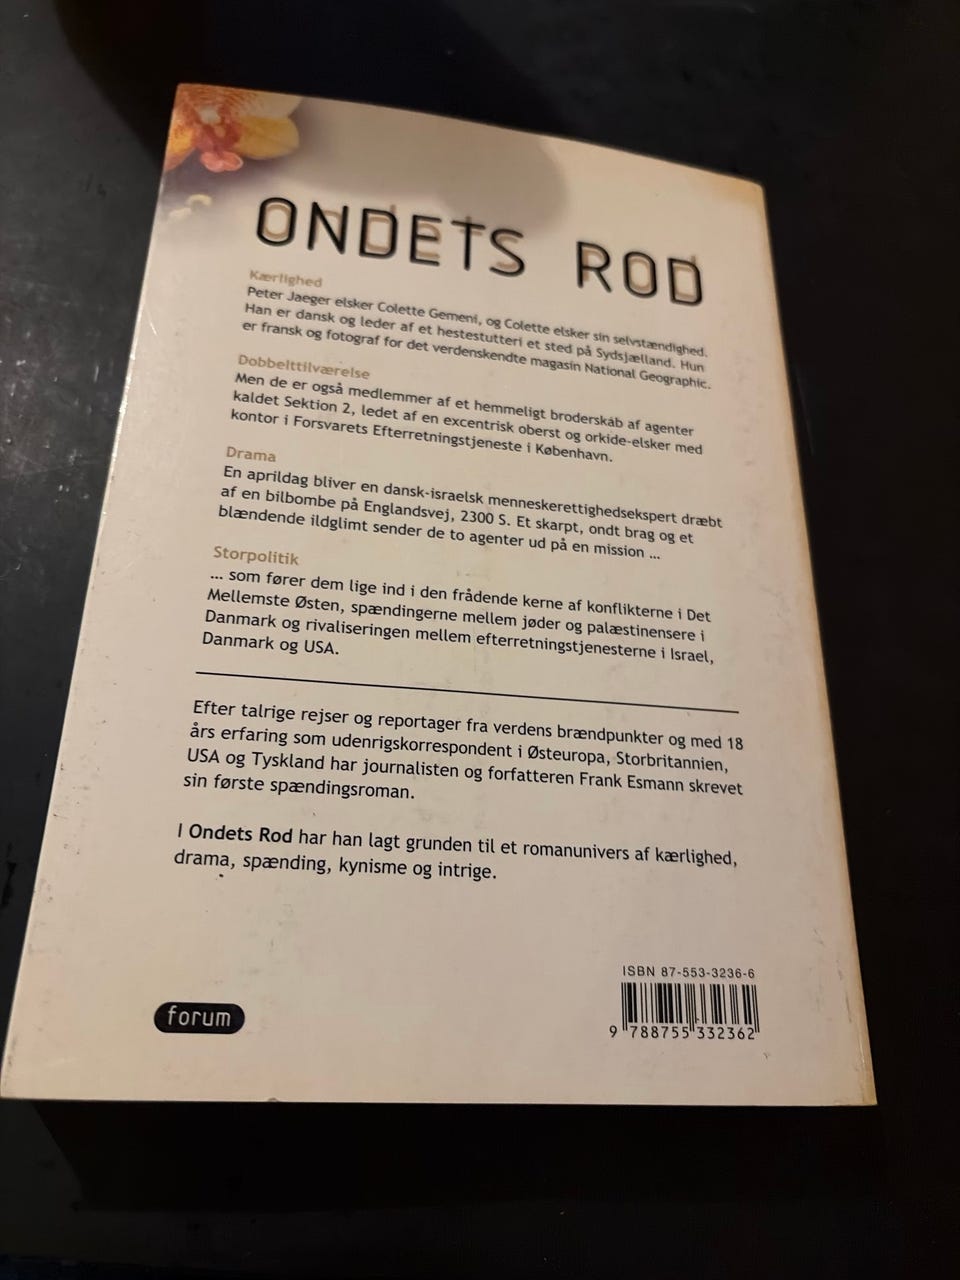 ONDETS ROD
Kærlighed
Peter Jaeger elsker Colette Gemeni, og Colette elsker sin selvstændighed.
Han er dansk og leder af et hestestutteri et sted på Sydsjælland. Hun
er fransk og fotograf for det verdenskendte magasin National Geographic.
Dobbelttilværelse
Men de er også medlemmer af et hemmeligt broderskab af agenter
kaldet Sektion 2, ledet af en excentrisk oberst og orkide-elsker med
kontor i Forsvarets Efterretningstjeneste i København.
Drama
En aprildag bliver en dansk-israelsk menneskerettighedsekspert dræbt
af en bilbombe på Englandsvej, 2300 S. Et skarpt, ondt brag og et
blændende ildglimt sender de to agenter ud på en mission ...
Storpolitik
... som fører dem lige ind i den frådende kerne af konflikterne i Det
Mellemste Østen, spændingerne mellem jøder og palæstinensere i
Danmark og rivaliseringen mellem efterretningstjenesterne i Israel,
Danmark og USA.
Efter talrige rejser og reportager fra verdens brændpunkter og med 18
års erfaring som udenrigskorrespondent i Østeuropa, Storbritannien,
USA og Tyskland har journalisten og forfatteren Frank Esmann skrevet
sin første spændingsroman.
I Ondets Rod har han lagt grunden til et romanunivers af kærlighed,
drama, spænding, kynisme og intrige.
ISBN 87-553-3236-6
9 788755 332362
forum